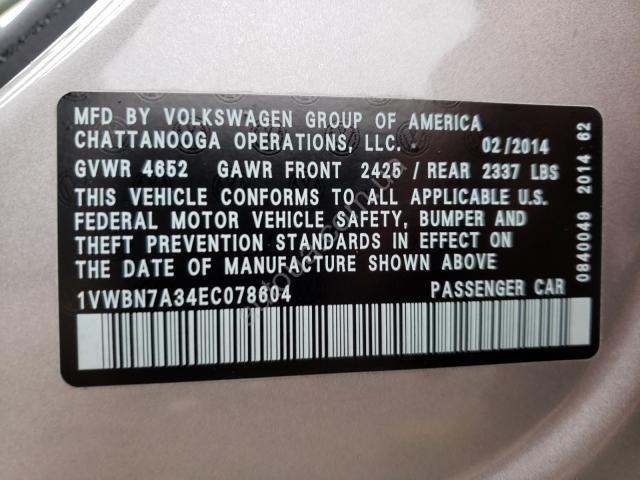 MFD BY VOLKSWAGEN GROUP OF AMERICA
CHATTANOOGA OPERATIONS, LLC. 02/2014
GVWR 4652 GAWR FRONT 2425 / REAR 2337 LBS
THIS VEHICLE CONFORMS TO ALL APPLICABLE U.S.
FEDERAL MOTOR VEHICLE SAFETY, BUMPER AND
THEFT PREVENTION STANDARDS IN EFFECT ON
THE DATE OF MANUFACTURE SHOWN ABOVE
1VWBN7A34EC078604 PASSENGER CAR
0840049 2014 62